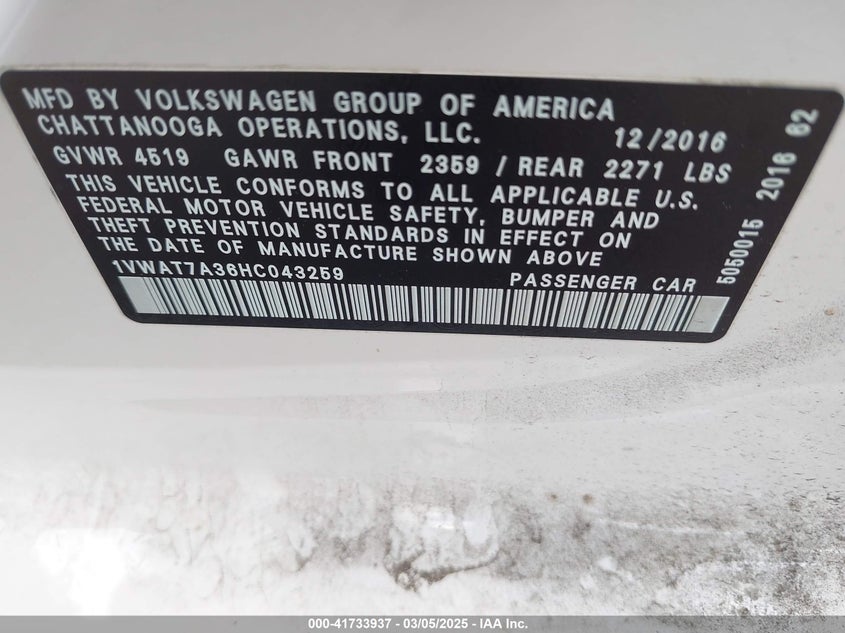 MFD BY VOLKSWAGEN GROUP OF AMERICA
CHATTANOOGA OPERATIONS, LLC. 12/2016
GVWR 4519 GAWR FRONT 2359 / REAR 2271 LBS
THIS VEHICLE CONFORMS TO ALL APPLICABLE U.S.
FEDERAL MOTOR VEHICLE SAFETY, BUMPER AND
THEFT PREVENTION STANDARDS IN EFFECT ON
THE DATE OF MANUFACTURE SHOWN ABOVE
1VWAT7A36HC043259 PASSENGER CAR
5050015 2016 62
000-41733937 - 03/05/2025 - IAA Inc.